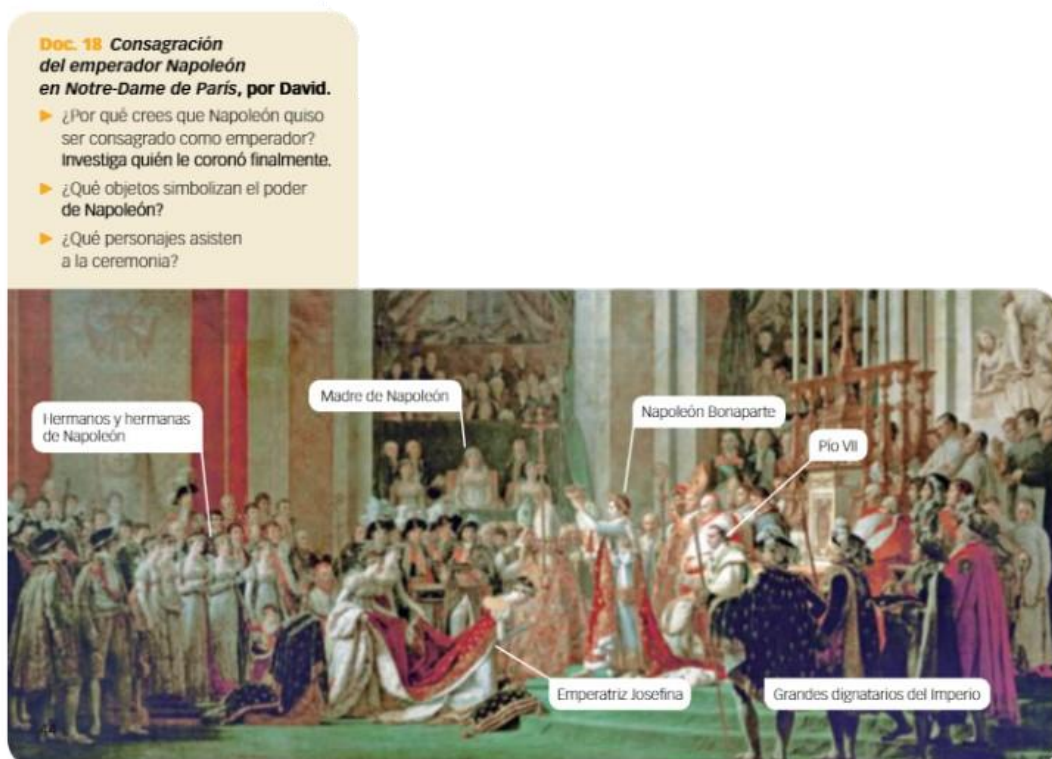 Doc. 18 Consagración
del emperador Napoleón
en Notre-Dame de París, por David.
¿Por qué crees que Napoleón quiso
ser consagrado como emperador?
Investiga quién le coronó finalmente.
¿Qué objetos simbolizan el poder
de Napoleón?
¿Qué personajes asisten
a la ceremonia?
Hermanos y hermanas
de Napoleón
Madre de Napoleón
Napoleón Bonaparte
Pío VII
Emperatriz Josefina
Grandes dignatarios del Imperio